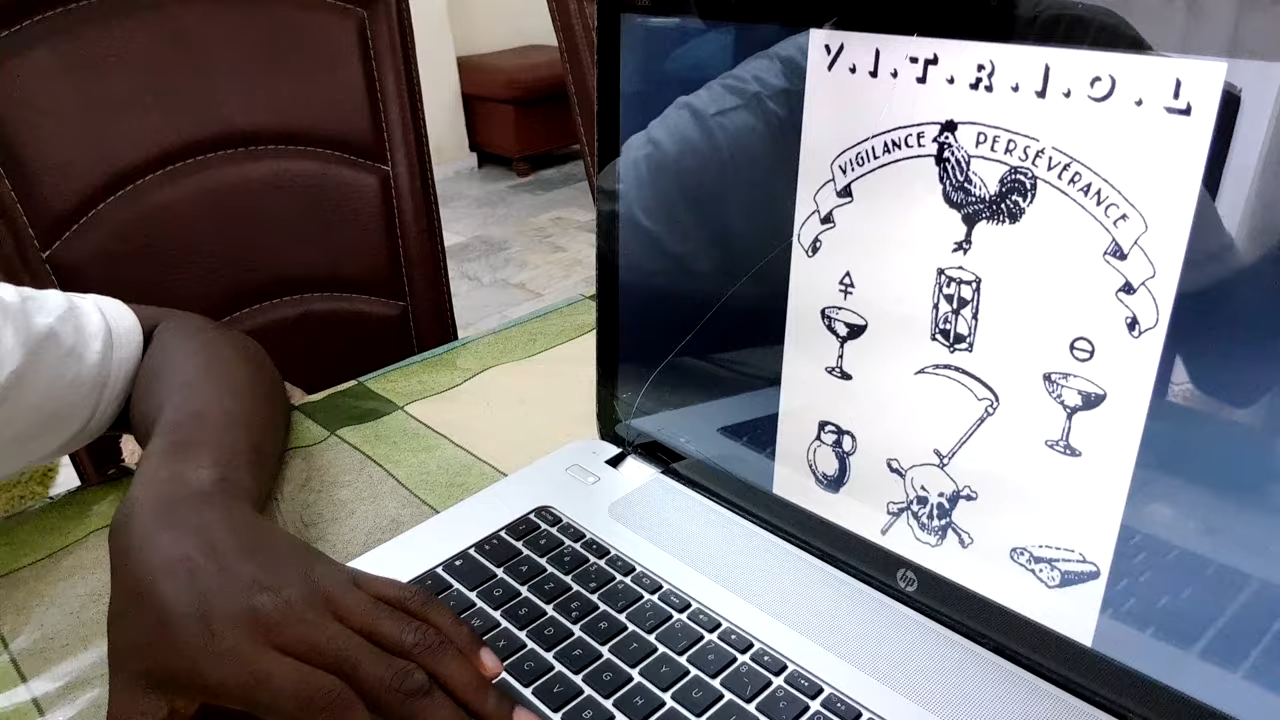 V.I.T.R.I.O.L
VIGILANCE PERSÉVÉRANCE
hp
A Z E R T Y U
Q S D F G H
W X C V B